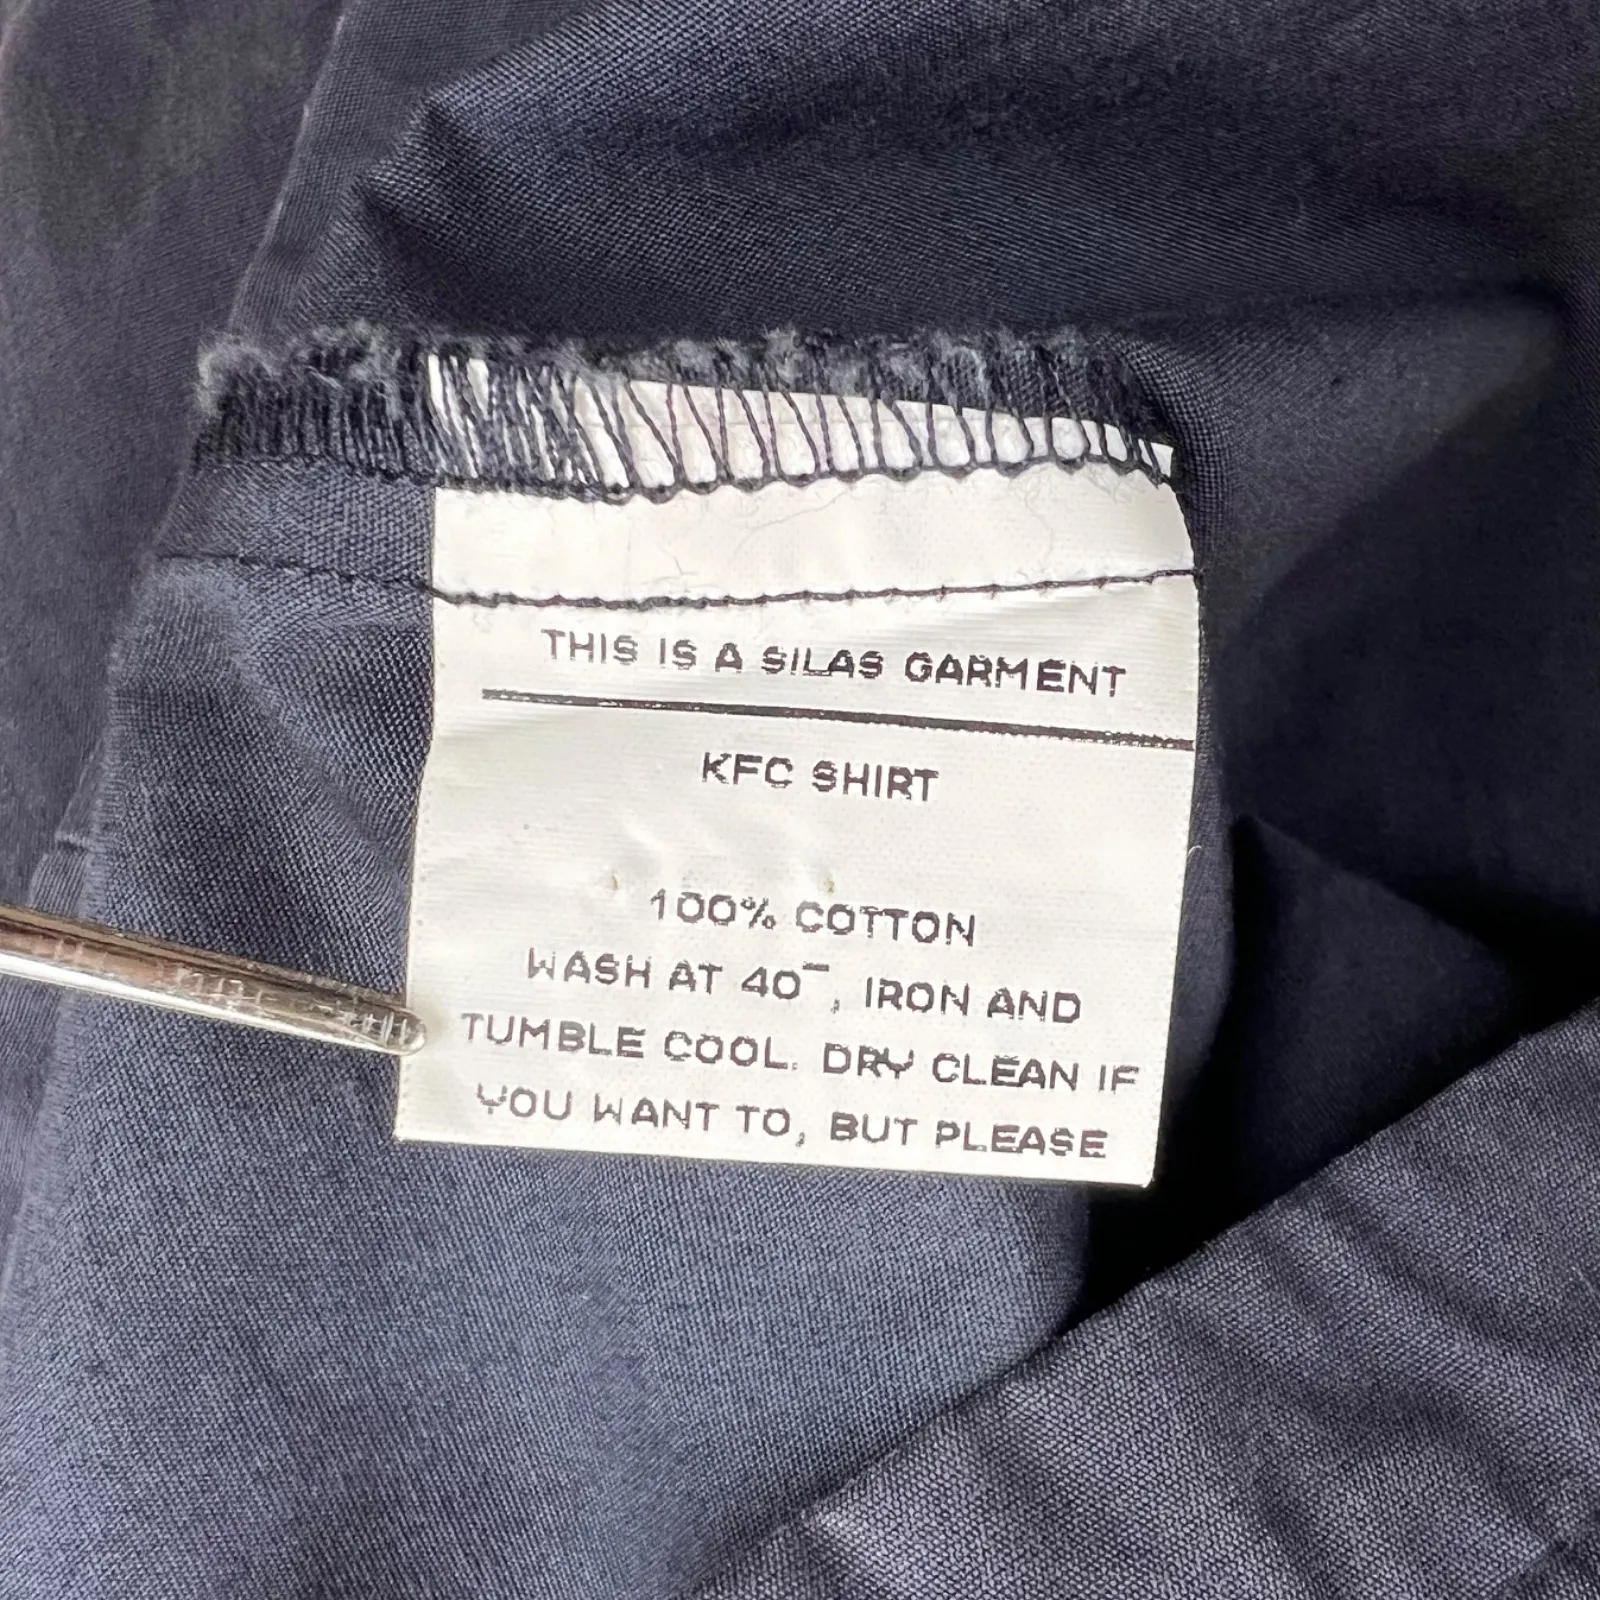 THIS IS A SILAS GARMENT
KFC SHIRT
100% COTTON
WASH AT 40¯, IRON AND
TUMBLE COOL. DRY CLEAN IF
YOU WANT TO, BUT PLEASE